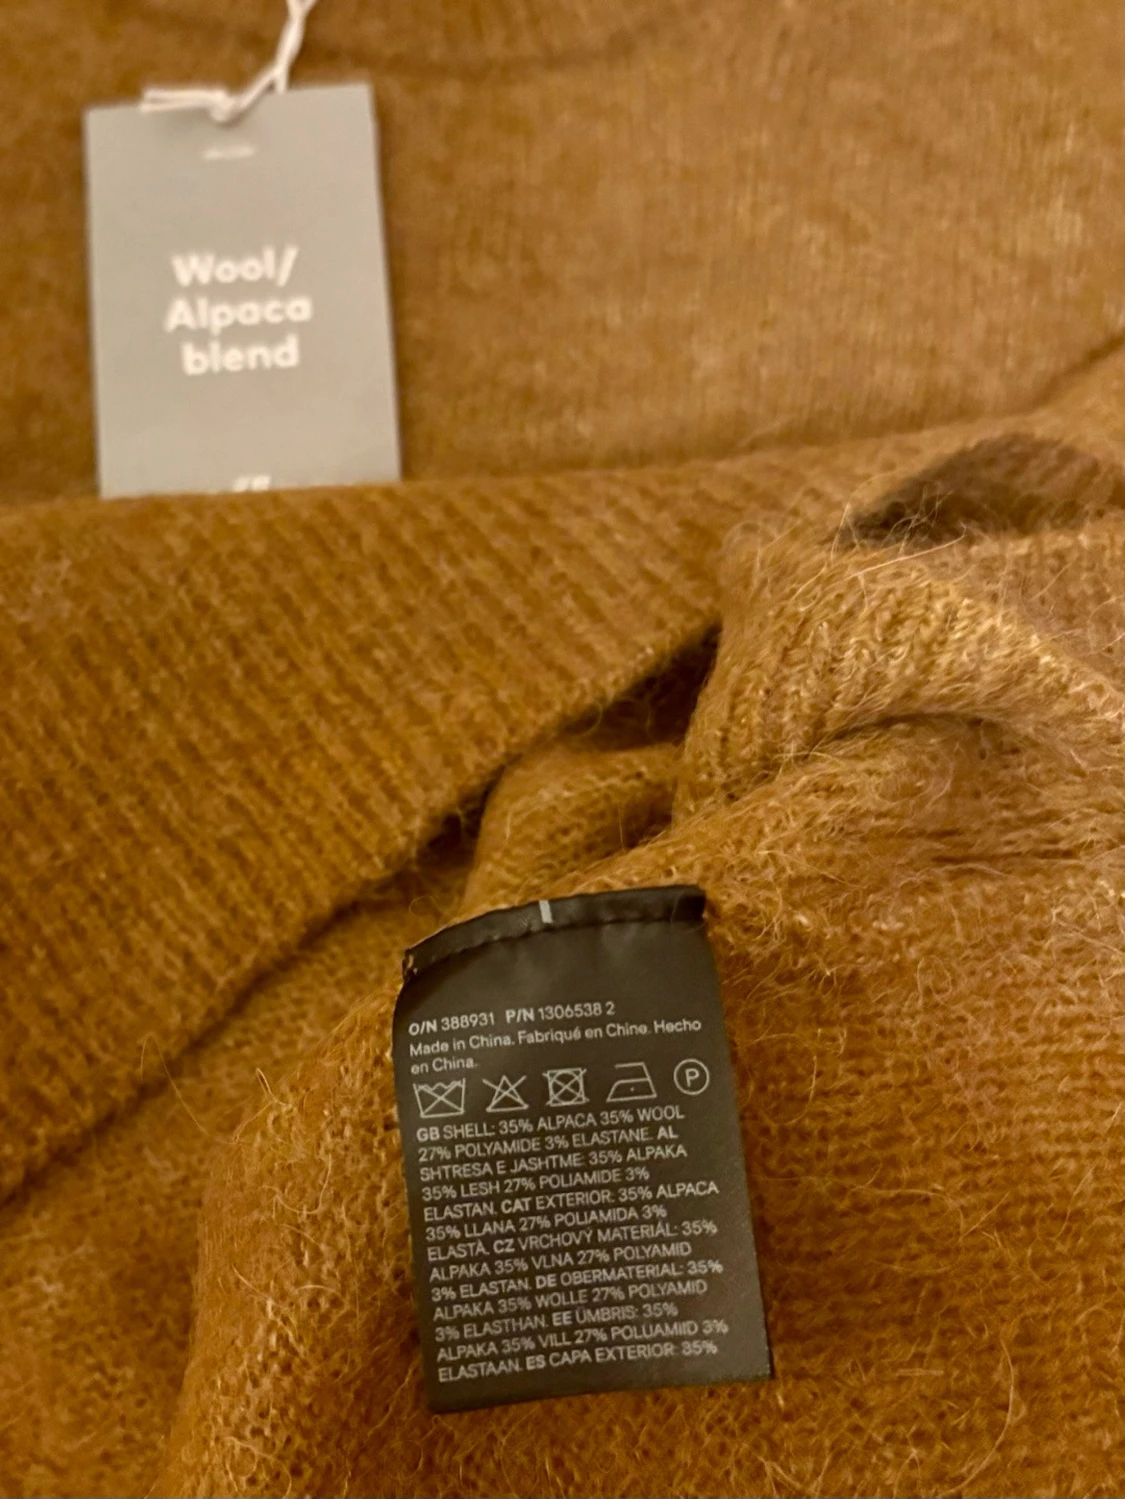 Wool/
Alpaca
blend
O/N 388931 P/N 1306538 2
Made in China. Fabriqué en Chine. Hecho
en China.
P
GB SHELL: 35% ALPACA 35% WOOL
27% POLYAMIDE 3% ELASTANE. AL
SHTRESA E JASHTME: 35% ALPAKA
35% LESH 27% POLIAMIDE 3%
ELASTAN. CAT EXTERIOR: 35% ALPACA
35% LLANA 27% POLIAMIDA 3%
ELASTÀ. CZ VRCHOVÝ MATERIÁL: 35%
ALPAKA 35% VLNA 27% POLYAMID
3% ELASTAN. DE OBERMATERIAL: 35%
ALPAKA 35% WOLLE 27% POLYAMID
3% ELASTHAN. EE ÜMBRIS: 35%
ALPAKA 35% VILL 27% POLÜAMIID 3%
ELASTAAN. ES CAPA EXTERIOR: 35%